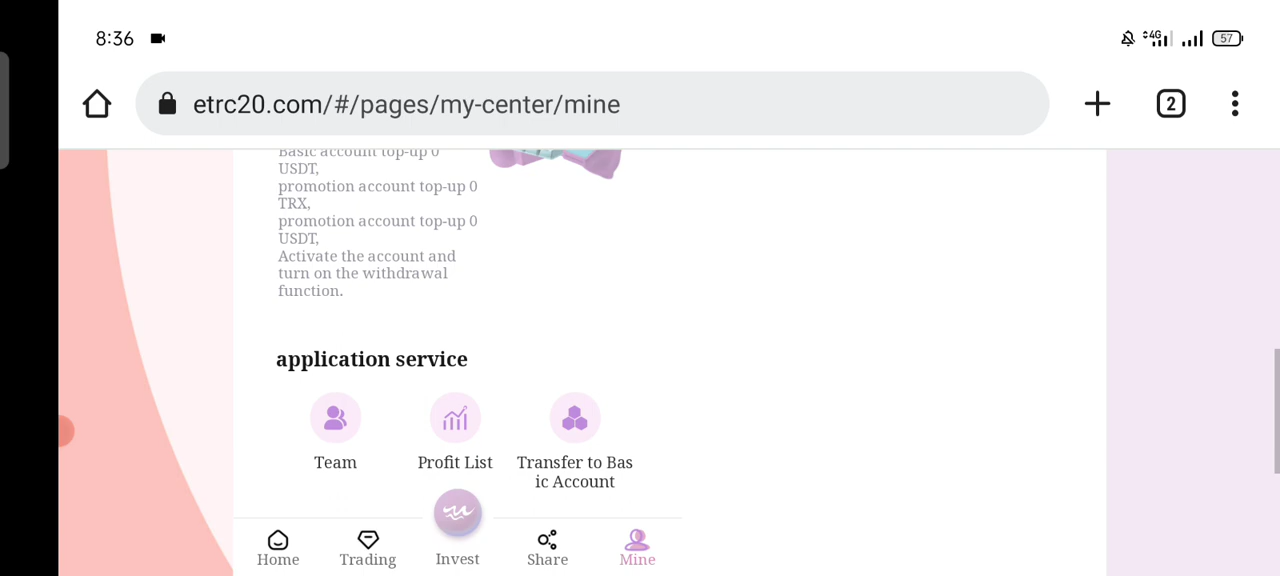 8:36
4G
57
etrc20.com/#/pages/my-center/mine
2
Basic account top-up 0
USDT,
promotion account top-up 0
TRX,
promotion account top-up 0
USDT,
Activate the account and
turn on the withdrawal
function.
application service
Team
Profit List
Transfer to Bas
ic Account
Home
Trading
Invest
Share
Mine